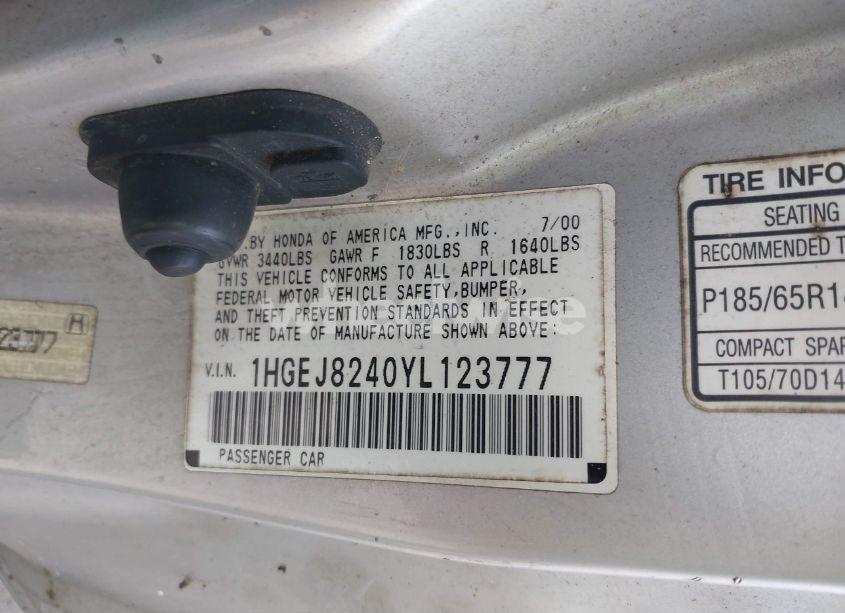 BY HONDA OF AMERICA MFG.,INC. 7/00
GVWR 3440LBS GAWR F 1830LBS R 1640LBS
THIS VEHICLE CONFORMS TO ALL APPLICABLE
FEDERAL MOTOR VEHICLE SAFETY,BUMPER,
AND THEFT PREVENTION STANDARDS IN EFFECT
ON THE DATE OF MANUFACTURE SHOWN ABOVE:
V.I.N. 1HGEJ8240YL123777
PASSENGER CAR
TIRE INFO
SEATING
RECOMMENDED T
P185/65R14
COMPACT SPAR
T105/70D14